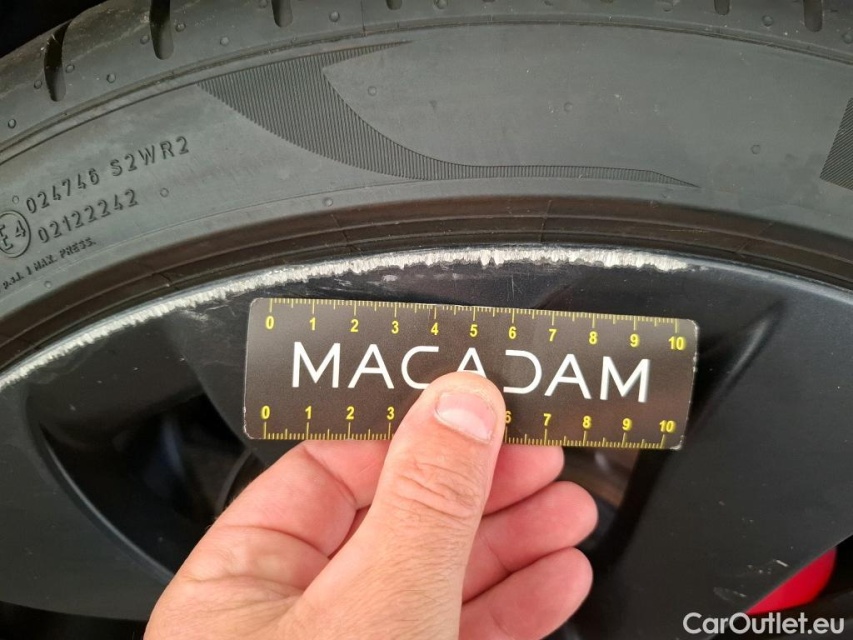 024746 S2WR2
E4 02122242
P.S.I. MAX. PRESS.
0 1 2 3 4 5 6 7 8 9 10
MACADAM
0 1 2 3 6 7 8 9 10
CarOutlet.eu